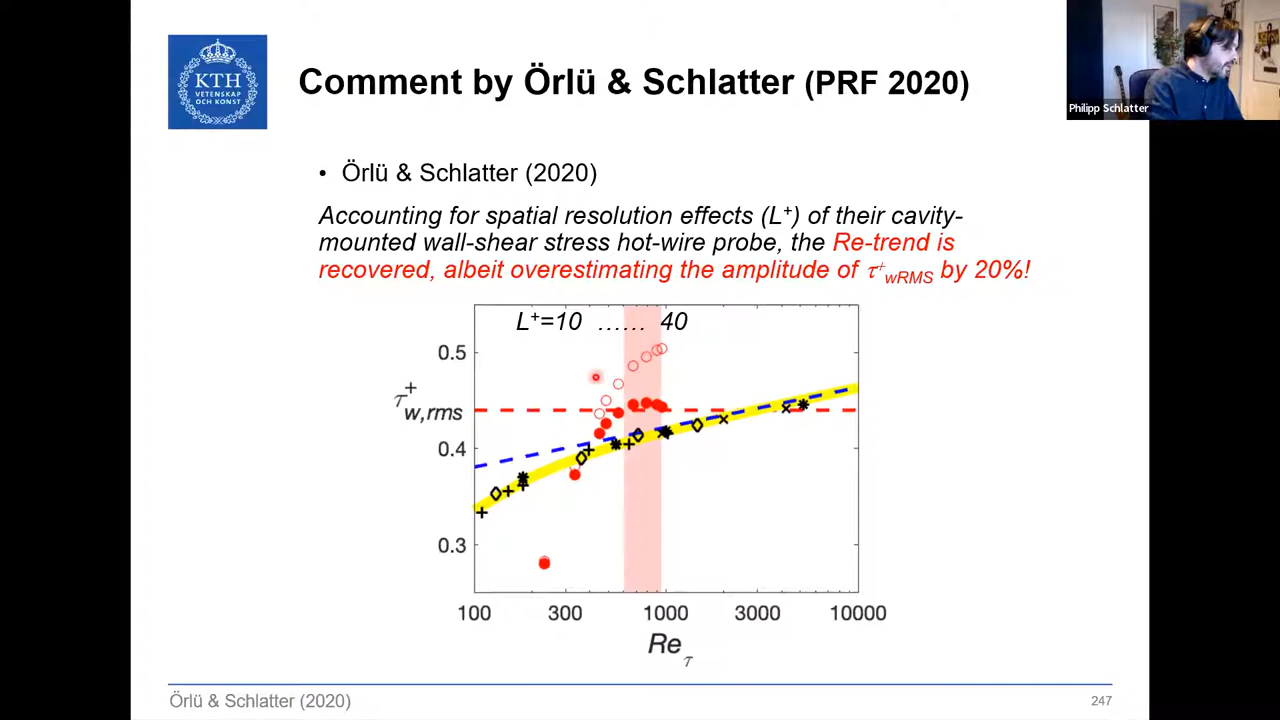 KTH
VETENSKAP
OCH KONST
Comment by Örlü & Schlatter (PRF 2020)
Philipp Schlatter
• Örlü & Schlatter (2020)
Accounting for spatial resolution effects (L⁺) of their cavity-
mounted wall-shear stress hot-wire probe, the Re-trend is
recovered, albeit overestimating the amplitude of τ⁺wRMS by 20%!
L⁺=10 …… 40
0.5
τ⁺w,rms
0.4
0.3
100 300 1000 3000 10000
Reτ
Örlü & Schlatter (2020)
247